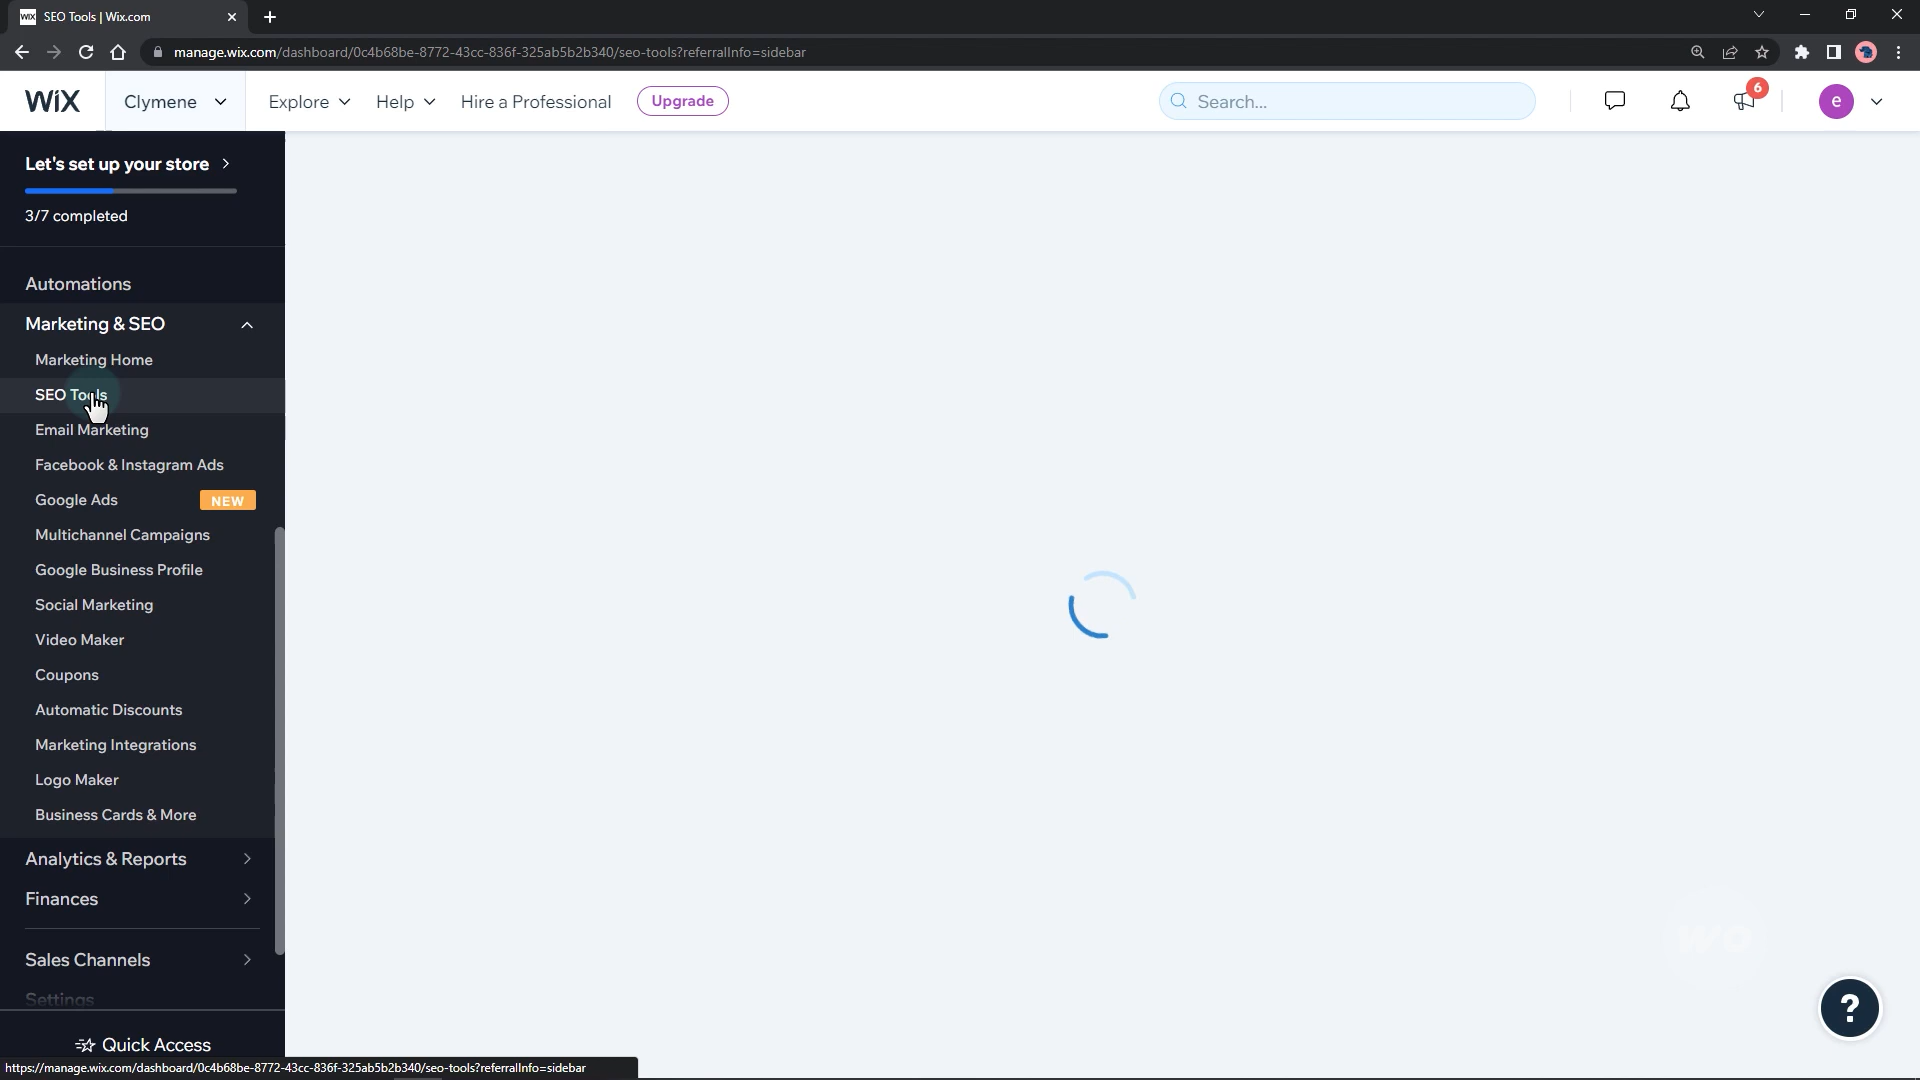 WiX SEO Tools | Wix.com
manage.wix.com/dashboard/0c4b68be-8772-43cc-836f-325ab5b2b340/seo-tools?referralInfo=sidebar
WiX
Clymene
Explore
Help
Hire a Professional
Upgrade
Search...
6
e
Let's set up your store
3/7 completed
Automations
Marketing & SEO
Marketing Home
SEO Tools
Email Marketing
Facebook & Instagram Ads
Google Ads NEW
Multichannel Campaigns
Google Business Profile
Social Marketing
Video Maker
Coupons
Automatic Discounts
Marketing Integrations
Logo Maker
Business Cards & More
Analytics & Reports
Finances
Sales Channels
Settings
Quick Access
wo
?
https://manage.wix.com/dashboard/0c4b68be-8772-43cc-836f-325ab5b2b340/seo-tools?referralInfo=sidebar